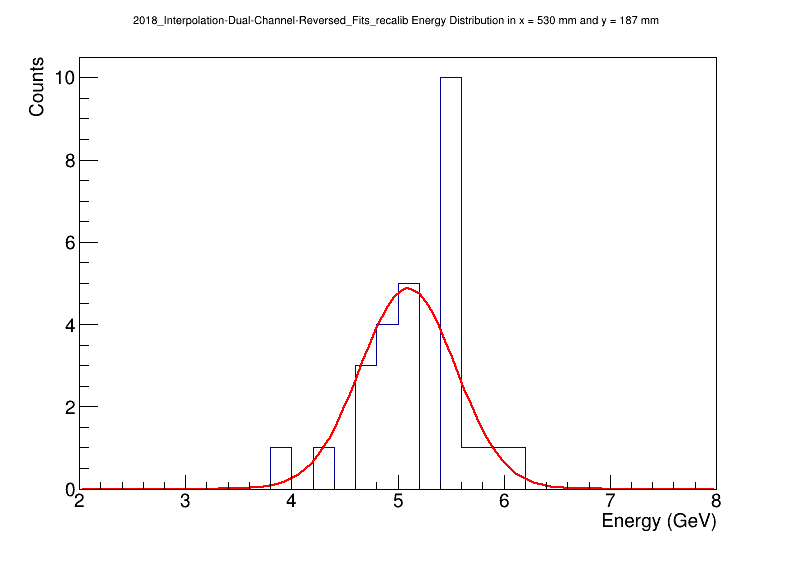 2018_Interpolation-Dual-Channel-Reversed_Fits_recalib Energy Distribution in x = 530 mm and y = 187 mm
Counts
10
8
6
4
2
0
2 3 4 5 6 7 8
Energy (GeV)